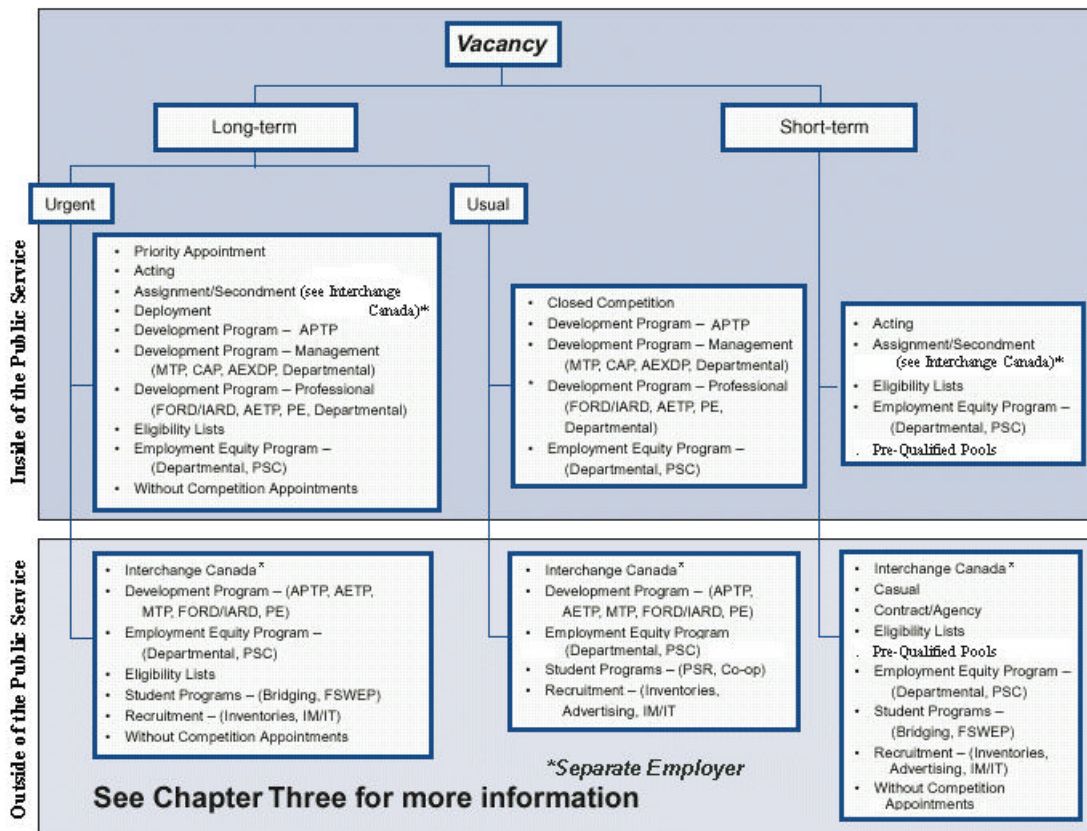 Vacancy
Long-term
Short-term
Urgent
Usual
Inside of the Public Service
• Priority Appointment
• Acting
• Assignment/Secondment (see Interchange
• Deployment Canada)*
• Development Program – APTP
• Development Program – Management
(MTP, CAP, AEXDP, Departmental)
• Development Program – Professional
(FORD/IARD, AETP, PE, Departmental)
• Eligibility Lists
• Employment Equity Program –
(Departmental, PSC)
• Without Competition Appointments
• Closed Competition
• Development Program – APTP
• Development Program – Management
(MTP, CAP, AEXDP, Departmental)
* Development Program – Professional
(FORD/IARD, AETP, PE,
Departmental)
• Employment Equity Program –
(Departmental, PSC)
• Acting
• Assignment/Secondment
(see Interchange Canada)*
• Eligibility Lists
• Employment Equity Program –
(Departmental, PSC)
. Pre-Qualified Pools
Outside of the Public Service
• Interchange Canada*
• Development Program – (APTP, AETP,
MTP, FORD/IARD, PE)
• Employment Equity Program –
(Departmental, PSC)
• Eligibility Lists
• Student Programs – (Bridging, FSWEP)
• Recruitment – (Inventories, IM/IT)
• Without Competition Appointments
• Interchange Canada*
• Development Program – (APTP,
AETP, MTP, FORD/IARD, PE)
• Employment Equity Program
(Departmental, PSC)
• Student Programs – (PSR, Co-op)
• Recruitment – (Inventories,
Advertising, IM/IT
• Interchange Canada*
• Casual
• Contract/Agency
• Eligibility Lists
. Pre-Qualified Pools
• Employment Equity Program –
(Departmental, PSC)
• Student Programs –
(Bridging, FSWEP)
• Recruitment – (Inventories,
Advertising, IM/IT)
• Without Competition
Appointments
*Separate Employer
See Chapter Three for more information